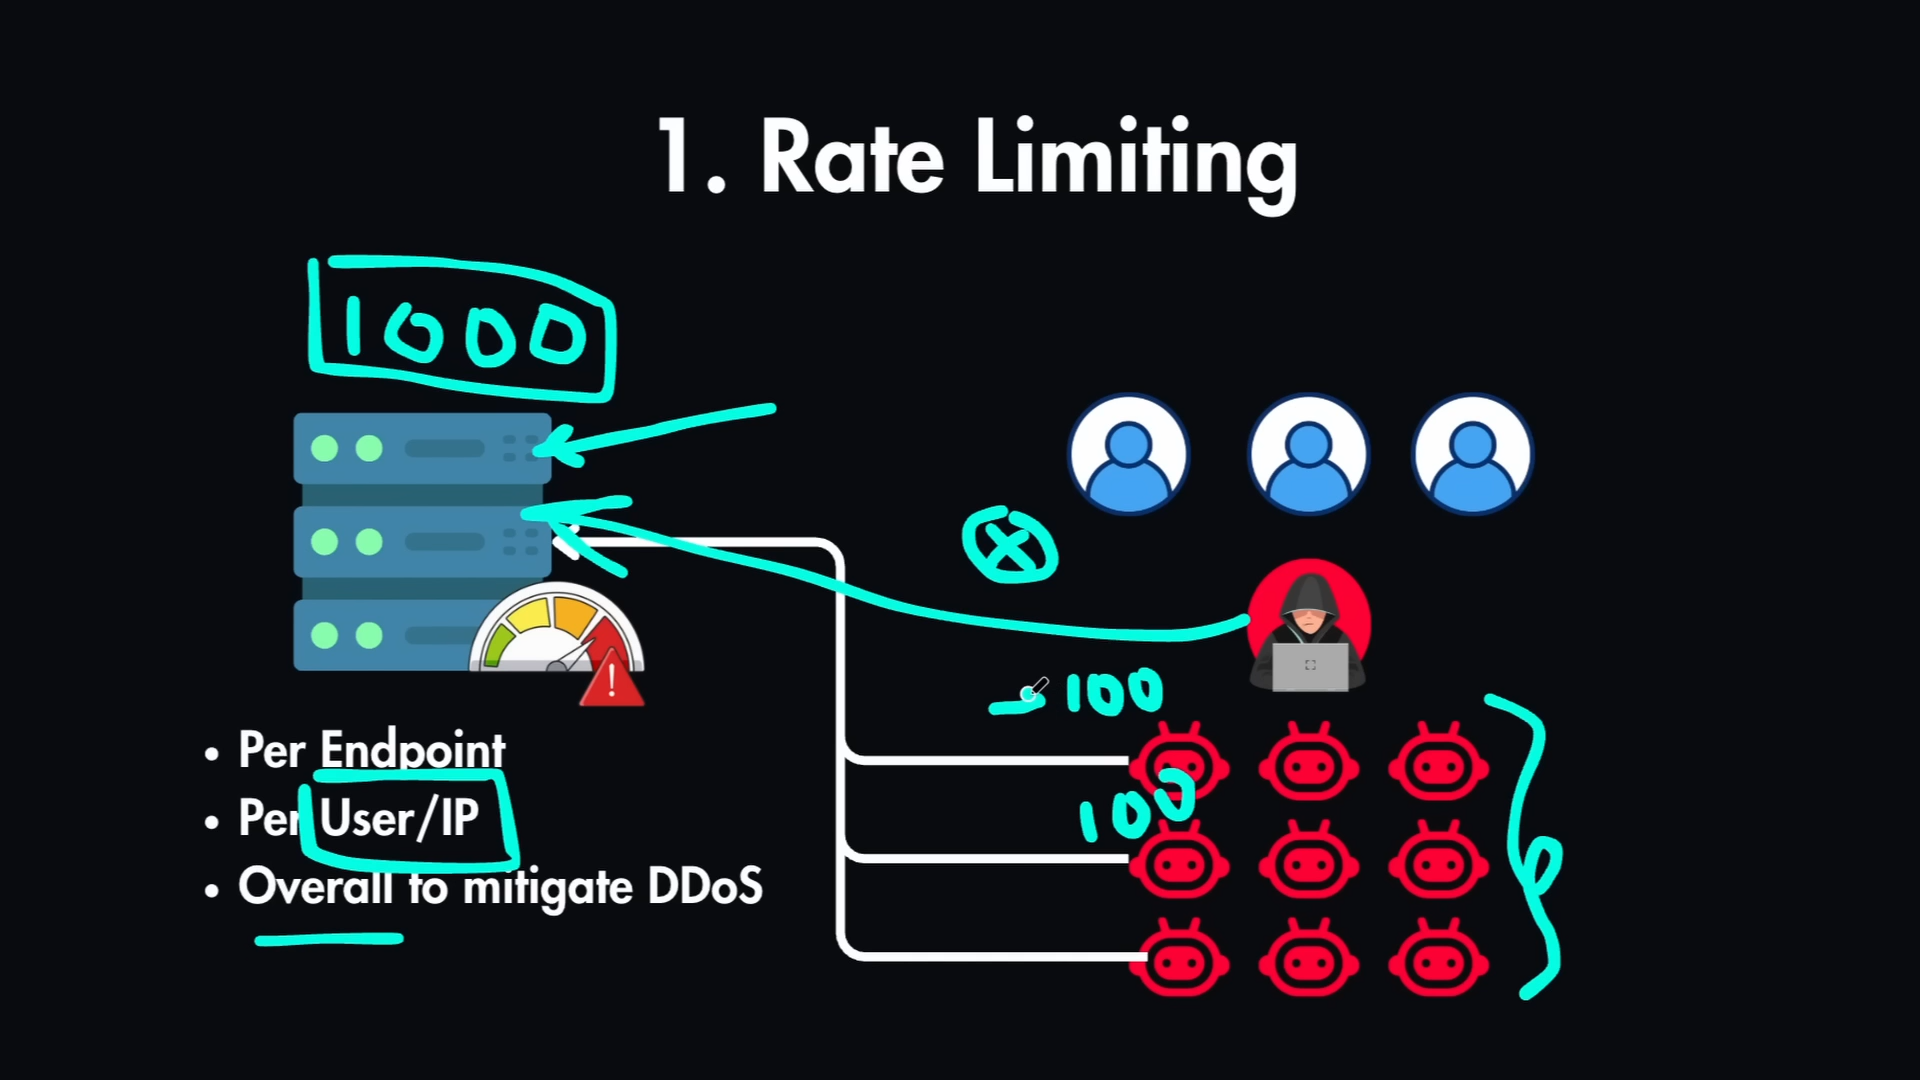 1. Rate Limiting
1000
100
100
• Per Endpoint
• Per User/IP
• Overall to mitigate DDoS